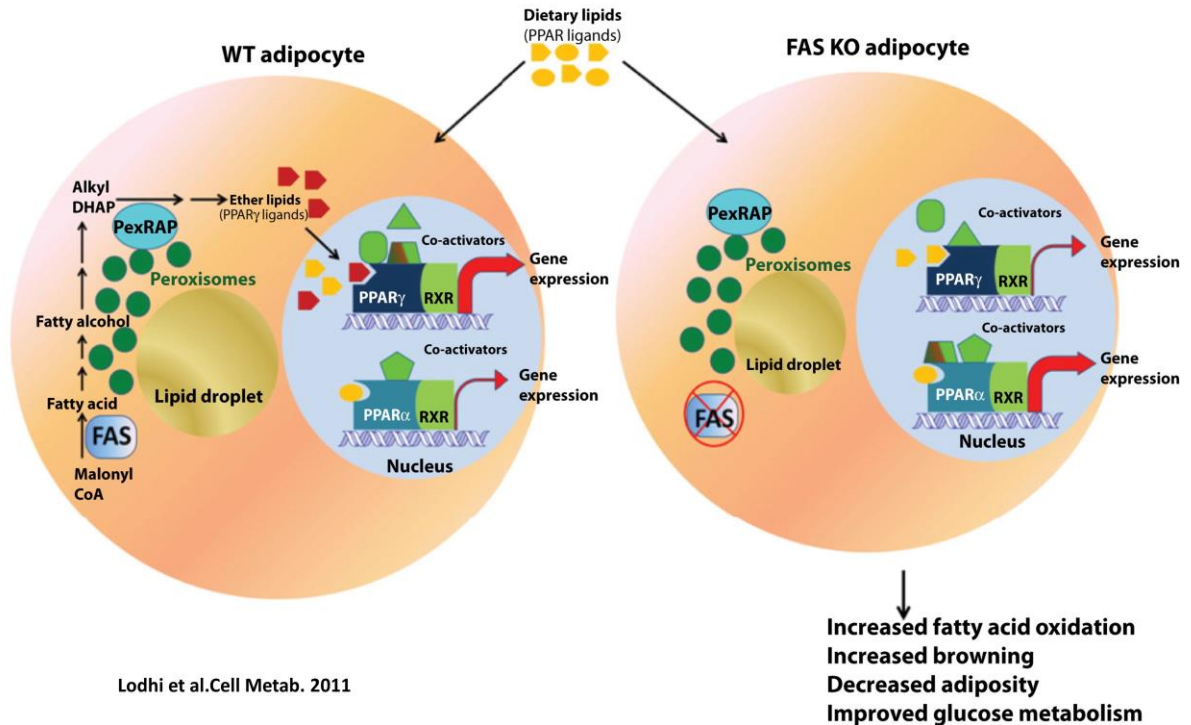 Dietary lipids
(PPAR ligands)
WT adipocyte
FAS KO adipocyte
Alkyl
DHAP
PexRAP
Ether lipids
(PPARγ ligands)
Peroxisomes
Fatty alcohol
Fatty acid
FAS
Malonyl
CoA
Lipid droplet
Co-activators
PPARγ
RXR
Gene
expression
Co-activators
PPARα
RXR
Gene
expression
Nucleus
PexRAP
Peroxisomes
Lipid droplet
FAS
Co-activators
PPARγ
RXR
Gene
expression
Co-activators
PPARα
RXR
Gene
expression
Nucleus
Increased fatty acid oxidation
Increased browning
Decreased adiposity
Improved glucose metabolism
Lodhi et al.Cell Metab. 2011